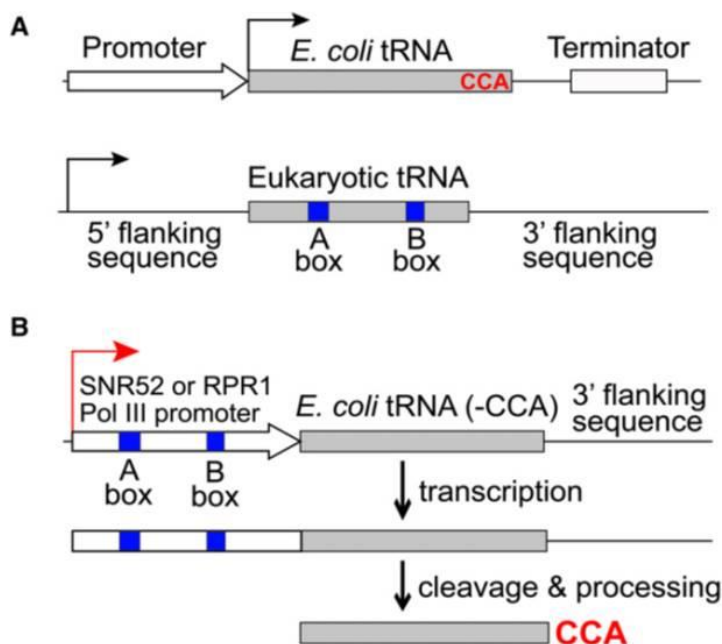 A
Promoter
E. coli tRNA
Terminator
CCA
Eukaryotic tRNA
5’ flanking
sequence
A
box
B
box
3’ flanking
sequence
B
SNR52 or RPR1
Pol III promoter
E. coli tRNA (-CCA)
3’ flanking
sequence
A
box
B
box
transcription
cleavage & processing
CCA